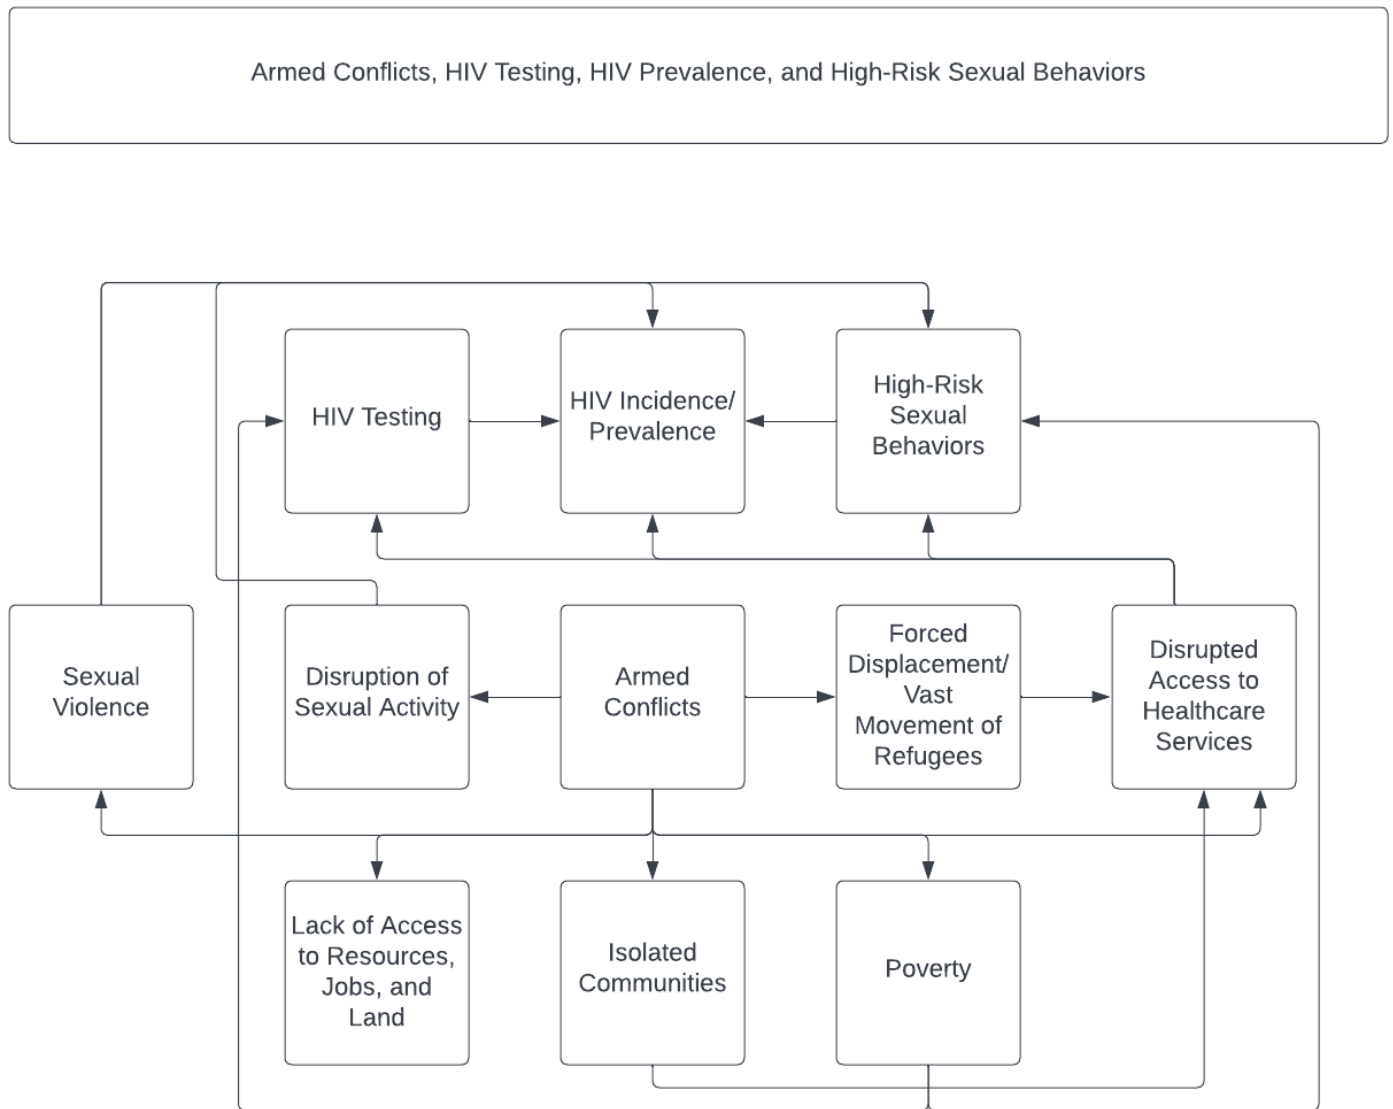 Armed Conflicts, HIV Testing, HIV Prevalence, and High-Risk Sexual Behaviors
HIV Testing
HIV Incidence/
Prevalence
High-Risk
Sexual
Behaviors
Sexual
Violence
Disruption of
Sexual Activity
Armed
Conflicts
Forced
Displacement/
Vast
Movement of
Refugees
Disrupted
Access to
Healthcare
Services
Lack of Access
to Resources,
Jobs, and
Land
Isolated
Communities
Poverty